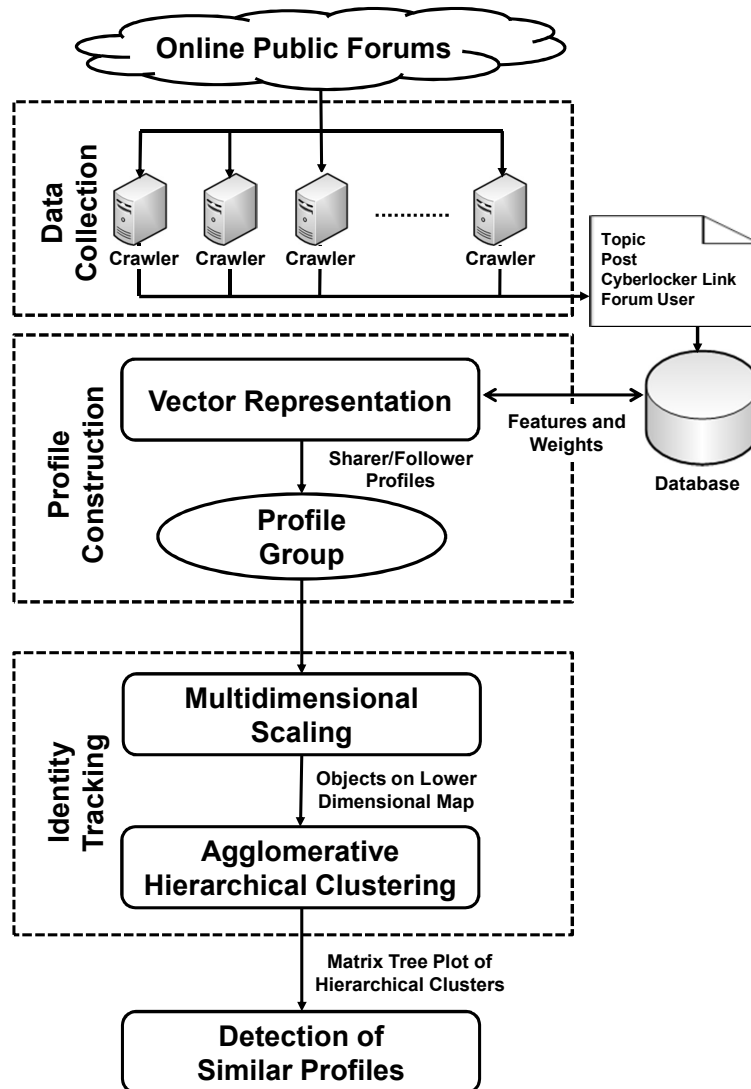 Online Public Forums
Data
Collection
Crawler
Crawler
Crawler
Crawler
Topic
Post
Cyberlocker Link
Forum User
Profile
Construction
Vector Representation
Features and
Weights
Database
Sharer/Follower
Profiles
Profile
Group
Identity
Tracking
Multidimensional
Scaling
Objects on Lower
Dimensional Map
Agglomerative
Hierarchical Clustering
Matrix Tree Plot of
Hierarchical Clusters
Detection of
Similar Profiles